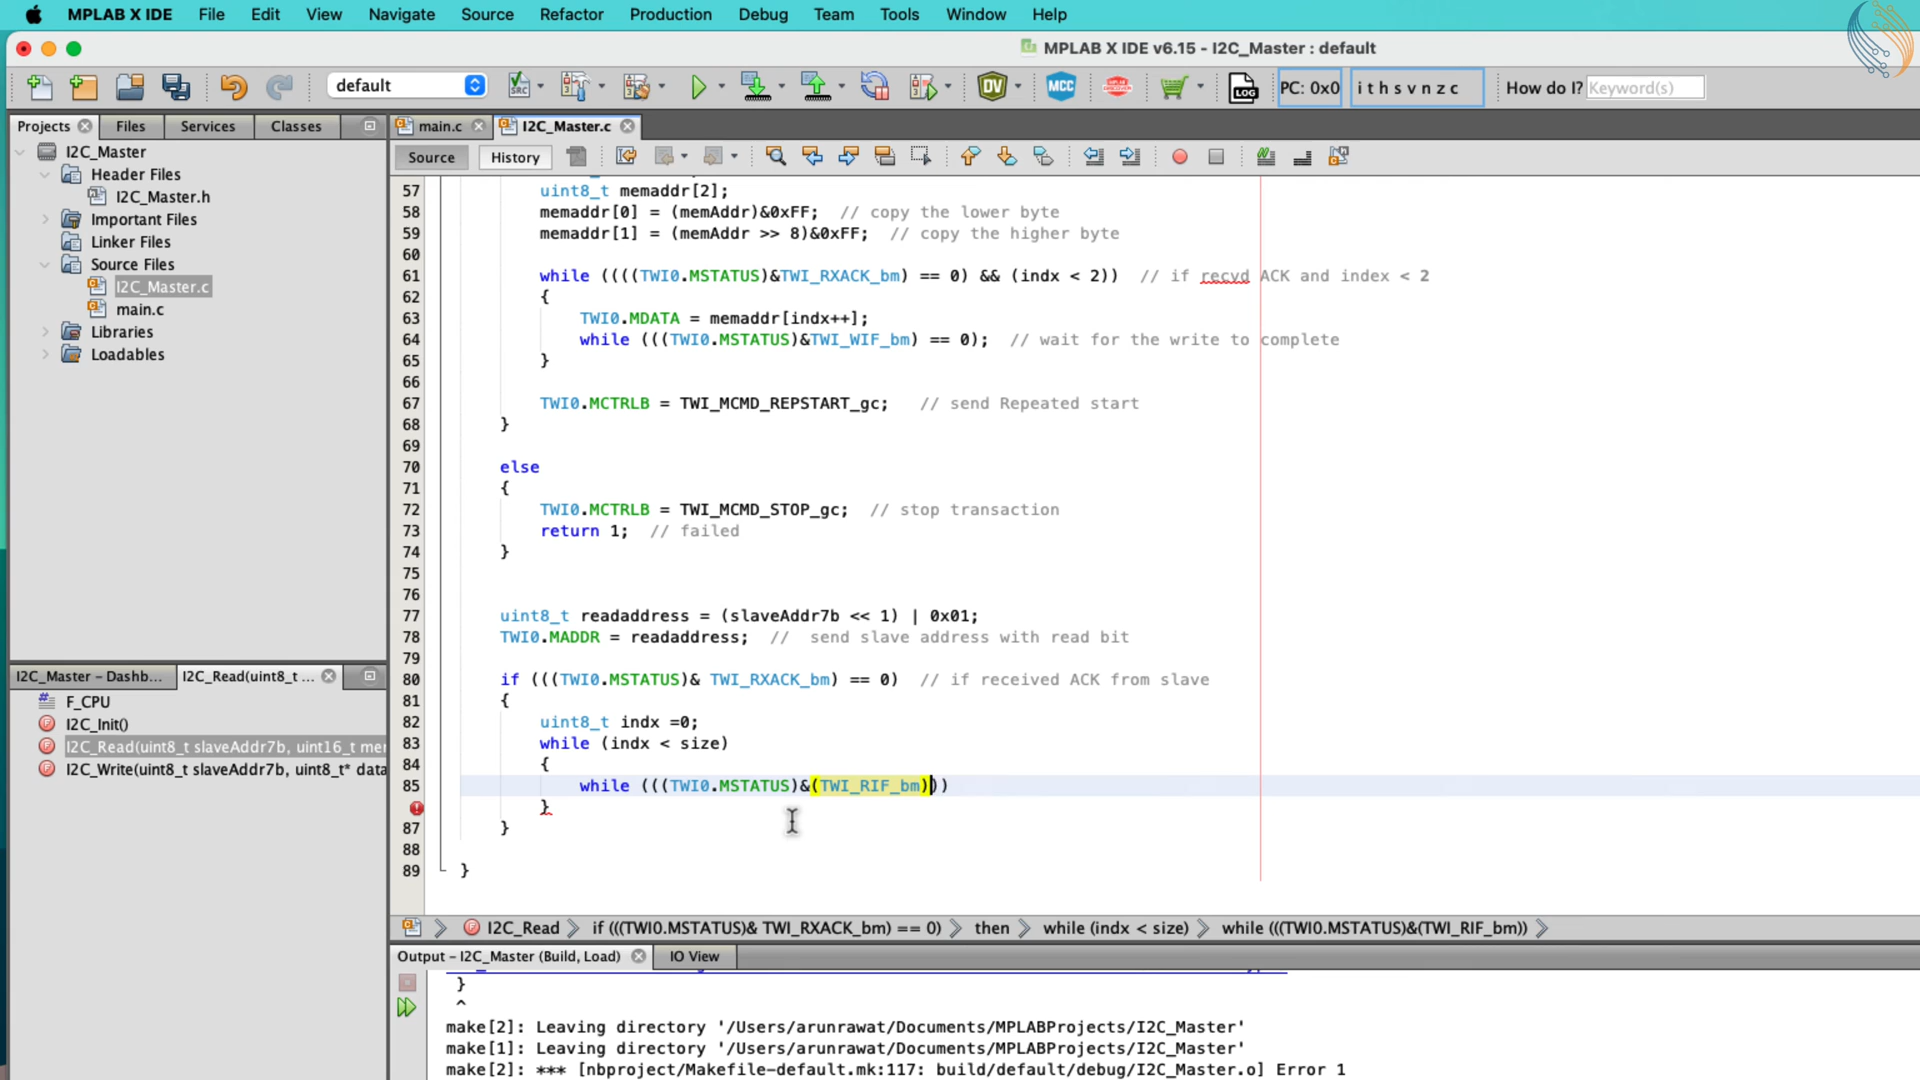 MPLAB X IDE File Edit View Navigate Source Refactor Production Debug Team Tools Window Help
MPLAB X IDE v6.15 - I2C_Master : default
default SRC DV MCC LOG PC: 0x0 i t h s v n z c How do I? Keyword(s)
Projects Files Services Classes
main.c I2C_Master.c
Source History
I2C_Master
Header Files
I2C_Master.h
Important Files
Linker Files
Source Files
I2C_Master.c
main.c
Libraries
Loadables
57 uint8_t memaddr[2];
58 memaddr[0] = (memAddr)&0xFF; // copy the lower byte
59 memaddr[1] = (memAddr >> 8)&0xFF; // copy the higher byte
60
61 while ((((TWI0.MSTATUS)&TWI_RXACK_bm) == 0) && (indx < 2)) // if recyd ACK and index < 2
62 {
63 TWI0.MDATA = memaddr[indx++];
64 while (((TWI0.MSTATUS)&TWI_WIF_bm) == 0); // wait for the write to complete
65 }
66
67 TWI0.MCTRLB = TWI_MCMD_REPSTART_gc; // send Repeated start
68 }
69
70 else
71 {
72 TWI0.MCTRLB = TWI_MCMD_STOP_gc; // stop transaction
73 return 1; // failed
74 }
75
76
77 uint8_t readaddress = (slaveAddr7b << 1) | 0x01;
78 TWI0.MADDR = readaddress; // send slave address with read bit
79
80 if (((TWI0.MSTATUS)& TWI_RXACK_bm) == 0) // if received ACK from slave
81 {
82 uint8_t indx =0;
83 while (indx < size)
84 {
85 while (((TWI0.MSTATUS)&(TWI_RIF_bm)))
}
87 }
88
89 }
I2C_Master – Dashb... I2C_Read(uint8_t ...
F_CPU
I2C_Init()
I2C_Read(uint8_t slaveAddr7b, uint16_t mer
I2C_Write(uint8_t slaveAddr7b, uint8_t* data
I2C_Read if (((TWI0.MSTATUS)& TWI_RXACK_bm) == 0) then while (indx < size) while (((TWI0.MSTATUS)&(TWI_RIF_bm))
Output – I2C_Master (Build, Load) IO View
}
^
make[2]: Leaving directory '/Users/arunrawat/Documents/MPLABProjects/I2C_Master'
make[1]: Leaving directory '/Users/arunrawat/Documents/MPLABProjects/I2C_Master'
make[2]: *** [nbproject/Makefile-default.mk:117: build/default/debug/I2C_Master.o] Error 1